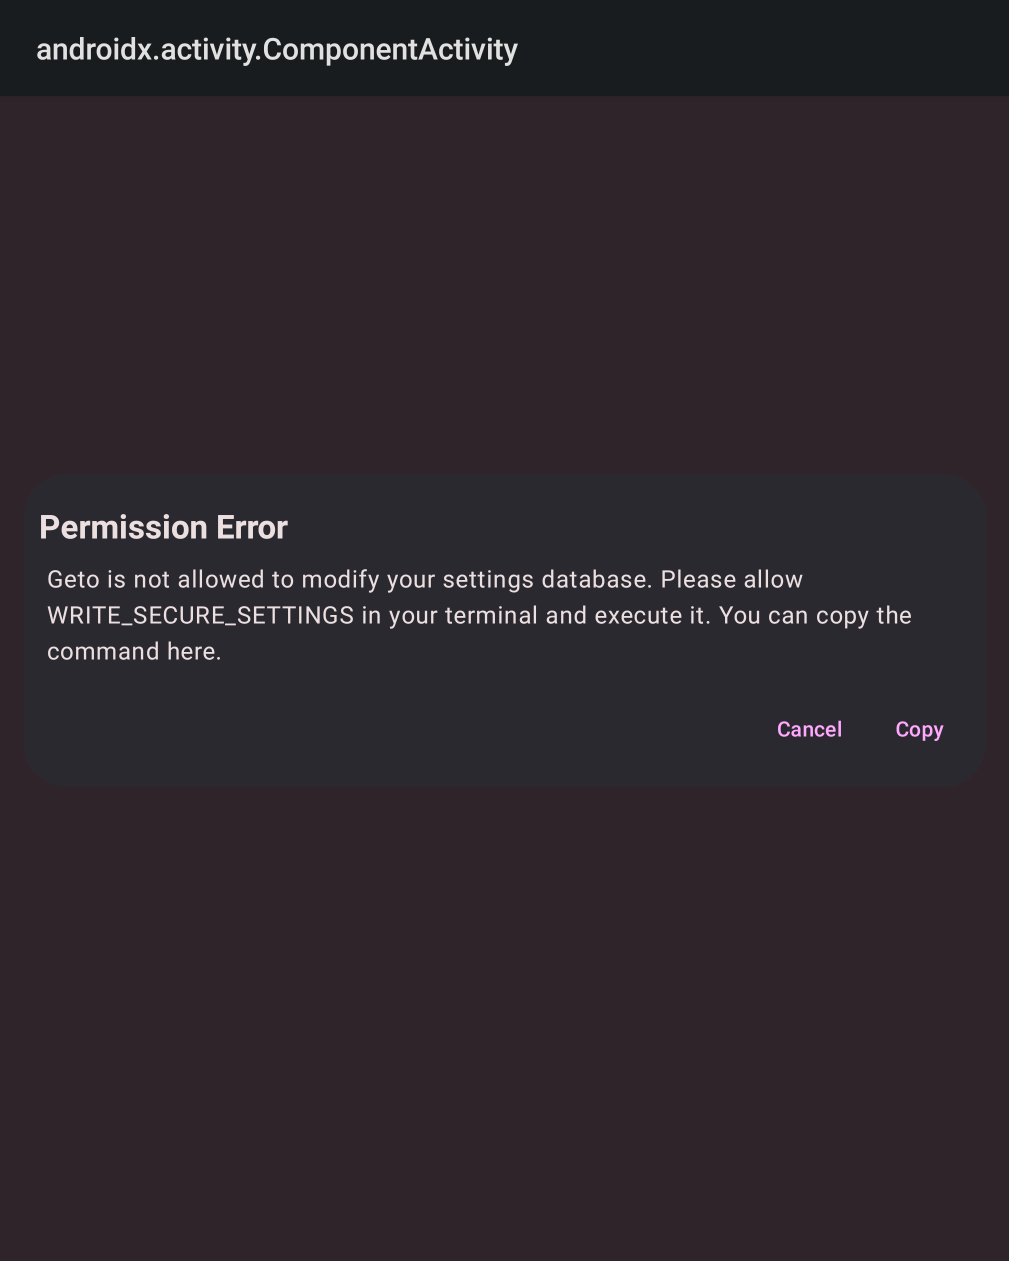 androidx.activity.ComponentActivity
Permission Error
Geto is not allowed to modify your settings database. Please allow
WRITE_SECURE_SETTINGS in your terminal and execute it. You can copy the
command here.
Cancel Copy